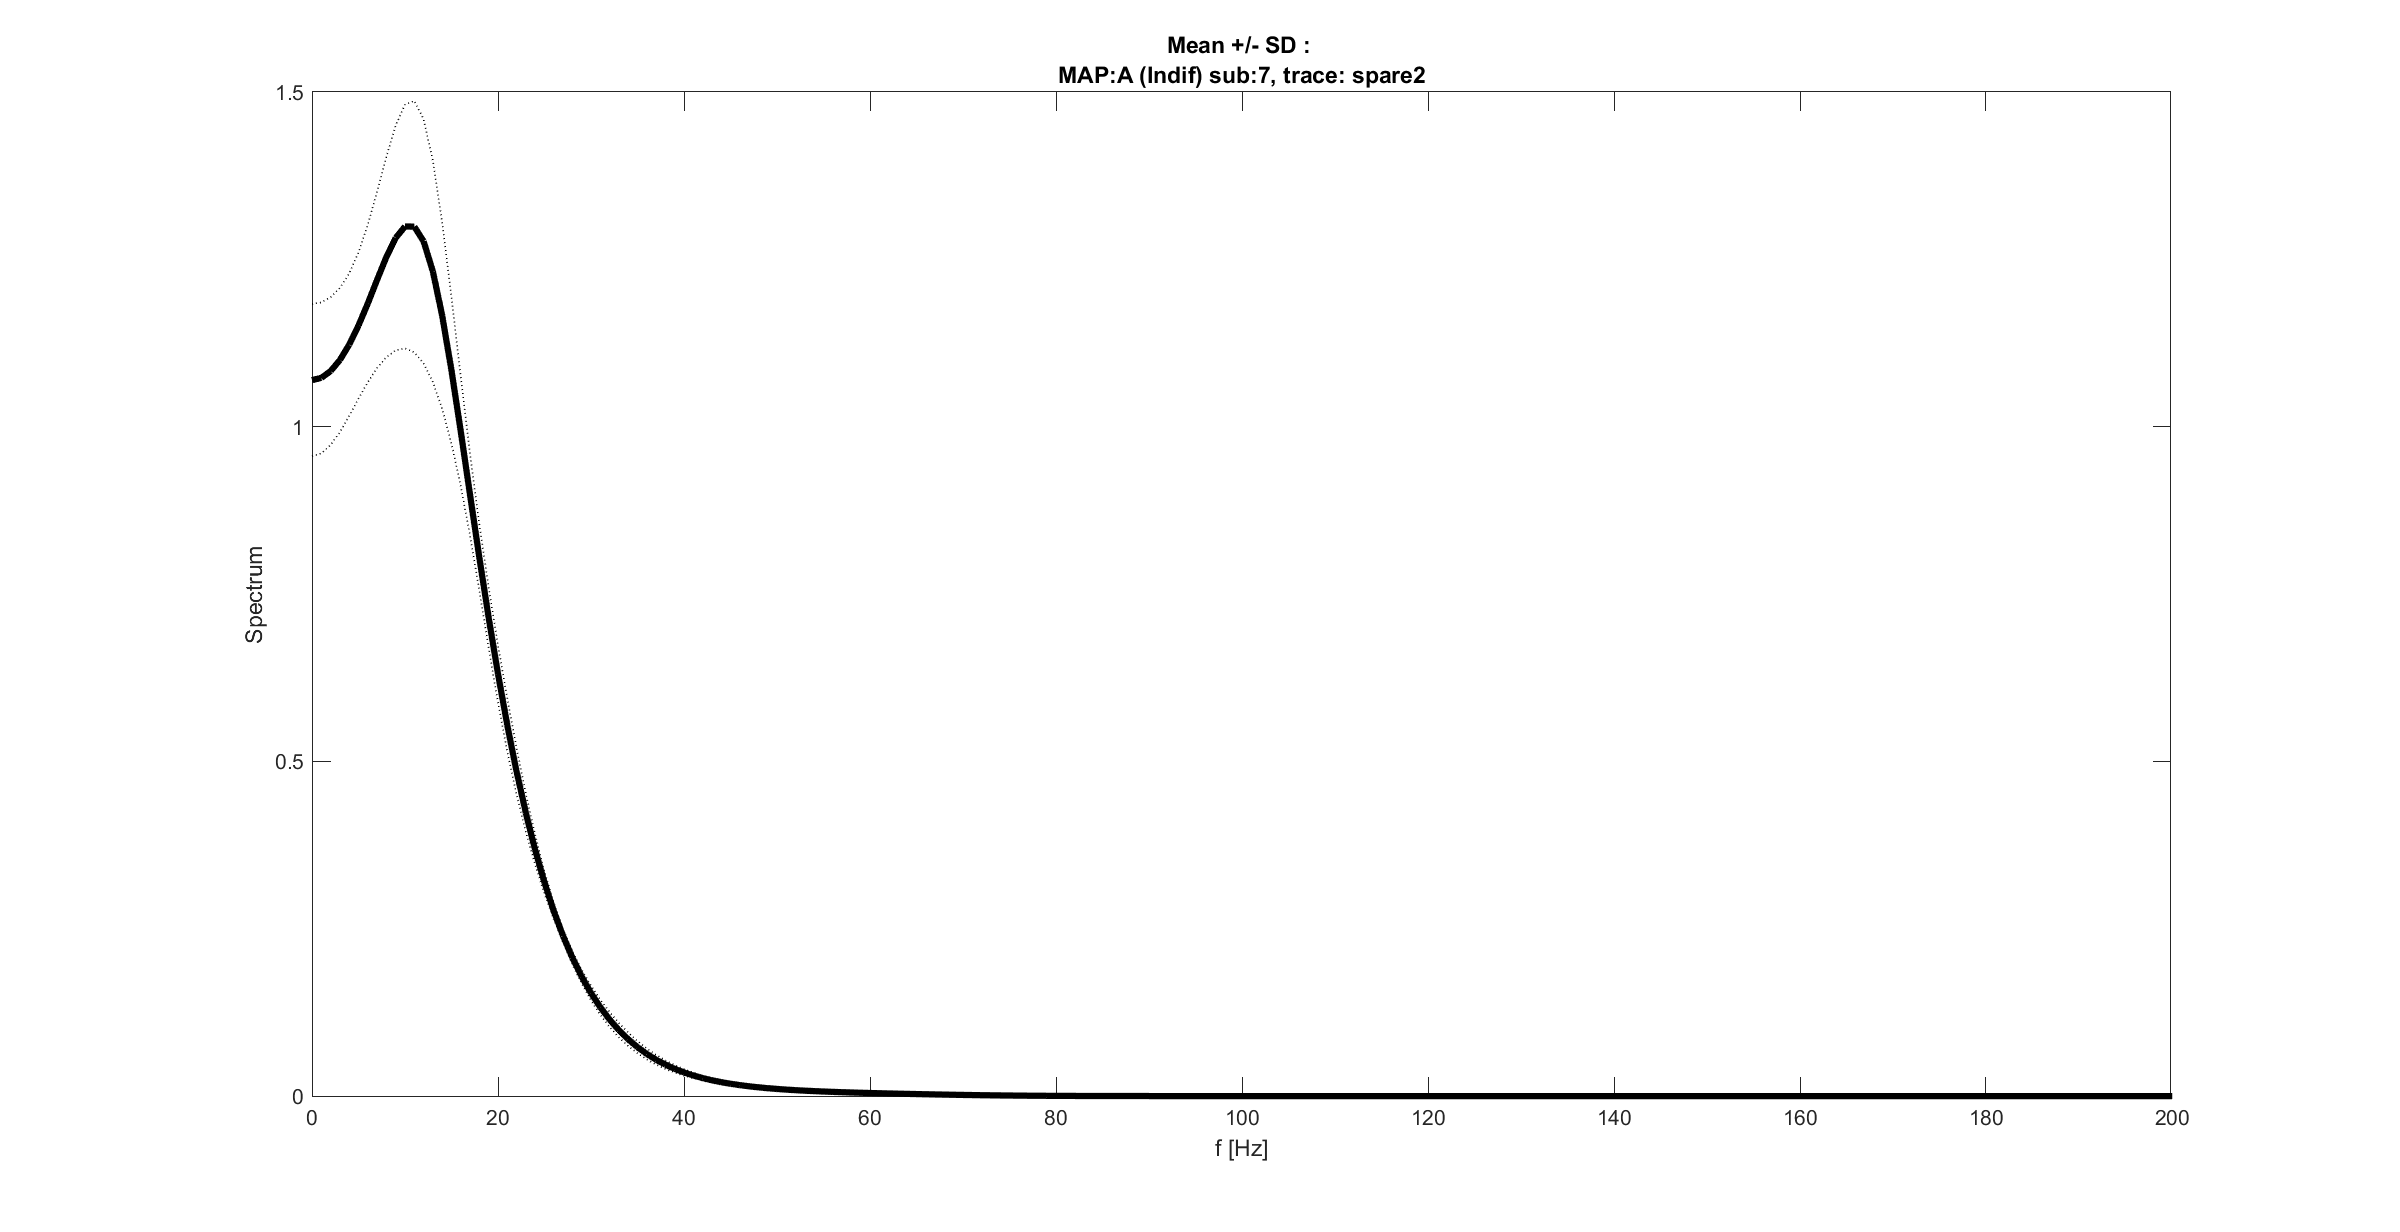 Mean +/- SD :
MAP:A (Indif) sub:7, trace: spare2
1.5
1
0.5
0
Spectrum
0 20 40 60 80 100 120 140 160 180 200
f [Hz]